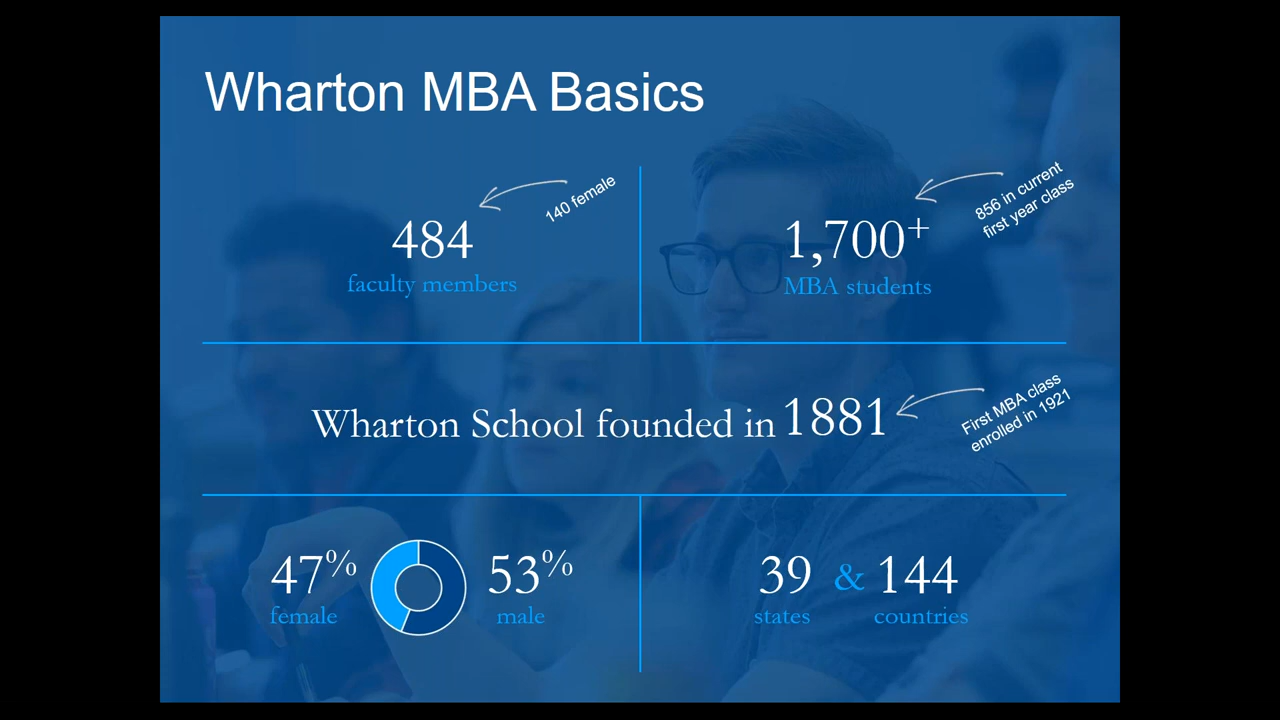 Wharton MBA Basics
484
faculty members
140 female
1,700+
MBA students
856 in current
first year class
Wharton School founded in 1881
First MBA class
enrolled in 1921
47%
female
53%
male
39 & 144
states countries